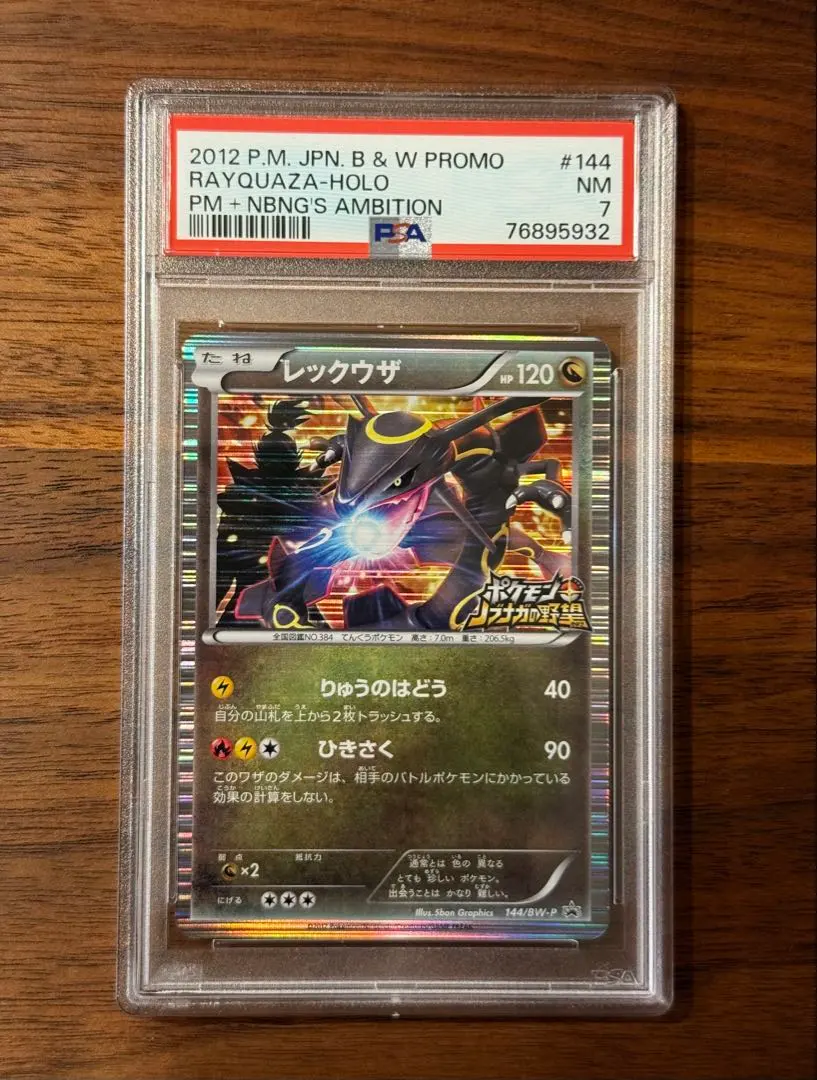 2012 P.M. JPN. B & W PROMO #144
RAYQUAZA-HOLO NM
PM + NBNG'S AMBITION 7
PSA 76895932
たね レックウザ HP 120
ポケモン+
ノブナガの野望
全国図鑑NO.384 てんくうポケモン 高さ:7.0m 重さ:206.5kg
りゅうのはどう 40
自分の山札を上から2枚トラッシュする。
ひきさく 90
このワザのダメージは、相手のバトルポケモンにかかっている
効果の計算をしない。
弱点 抵抗力
×2
にげる
通常とは 色の 異なる
とても 珍しい ポケモン。
出会うことは かなり 難しい。
Illus. 5ban Graphics 144/BW-P
PSA